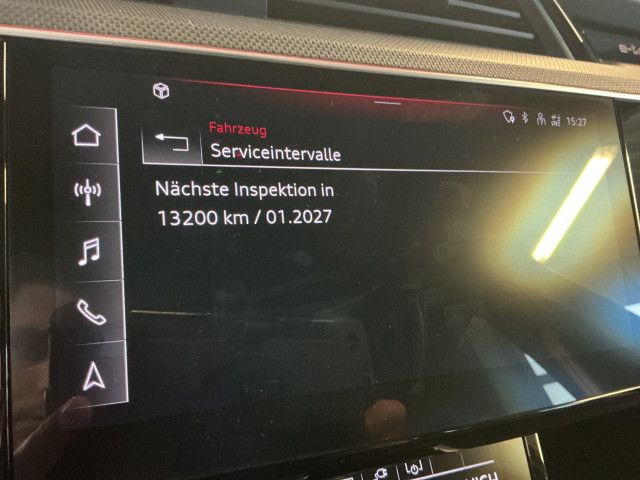 e-t
15:27
Fahrzeug
Serviceintervalle
Nächste Inspektion in
13200 km / 01.2027